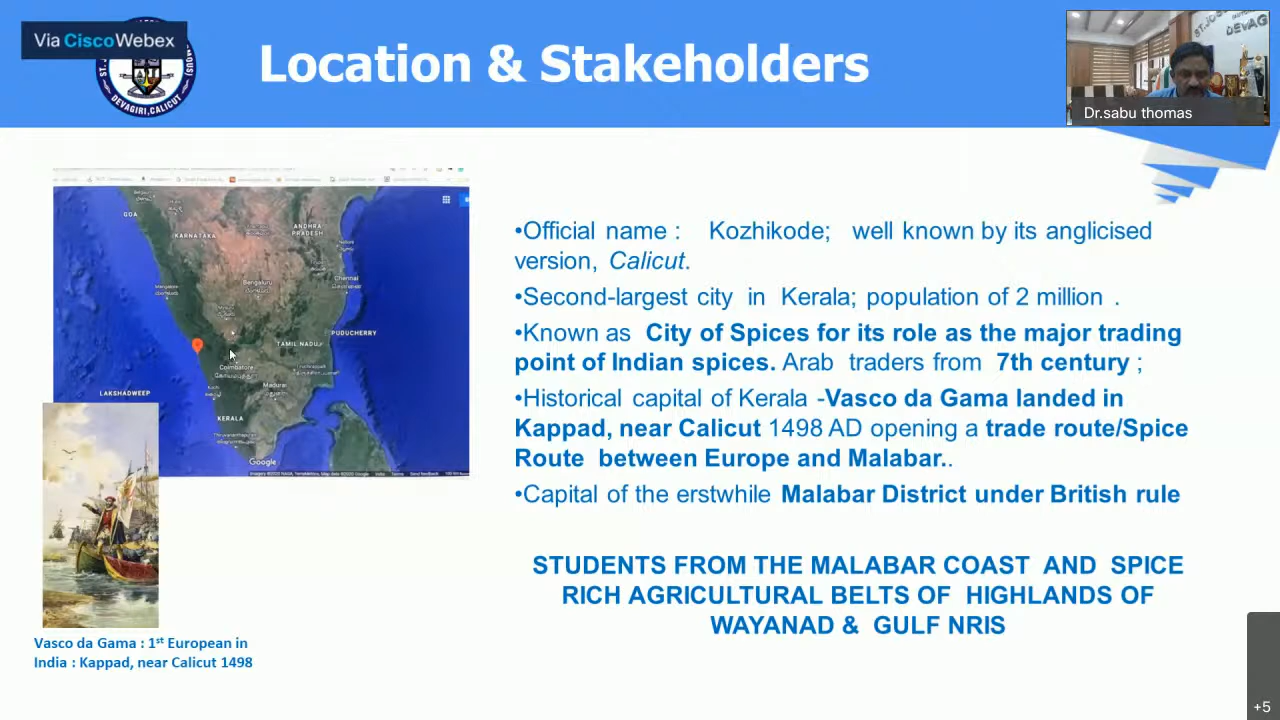 Via Cisco Webex
DEVAGIRI, CALICUT
Location & Stakeholders
ST.JOS
DEVAG
Dr.sabu thomas
GOA
KARNATAKA
ANDHRA
PRADESH
Bengaluru
Chennai
PUDUCHERRY
TAMIL NADU
Coimbatore
Madurai
LAKSHADWEEP
KERALA
Google
•Official name : Kozhikode; well known by its anglicised
version, Calicut.
•Second-largest city in Kerala; population of 2 million .
•Known as City of Spices for its role as the major trading
point of Indian spices. Arab traders from 7th century ;
•Historical capital of Kerala -Vasco da Gama landed in
Kappad, near Calicut 1498 AD opening a trade route/Spice
Route between Europe and Malabar..
•Capital of the erstwhile Malabar District under British rule
STUDENTS FROM THE MALABAR COAST AND SPICE
RICH AGRICULTURAL BELTS OF HIGHLANDS OF
WAYANAD & GULF NRIS
Vasco da Gama : 1st European in
India : Kappad, near Calicut 1498
+5